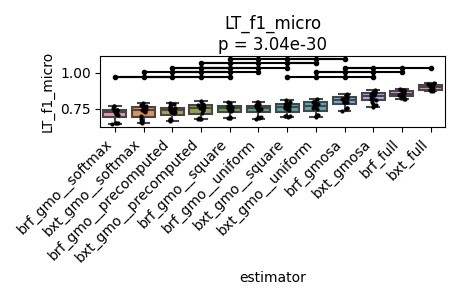 LT_f1_micro
p = 3.04e-30
LT_f1_micro
1.00
0.75
brf_gmo__softmax
bxt_gmo__softmax
brf_gmo__precomputed
bxt_gmo__precomputed
brf_gmo__square
brf_gmo__uniform
bxt_gmo__square
bxt_gmo__uniform
brf_gmosa
bxt_gmosa
brf_full
bxt_full
estimator